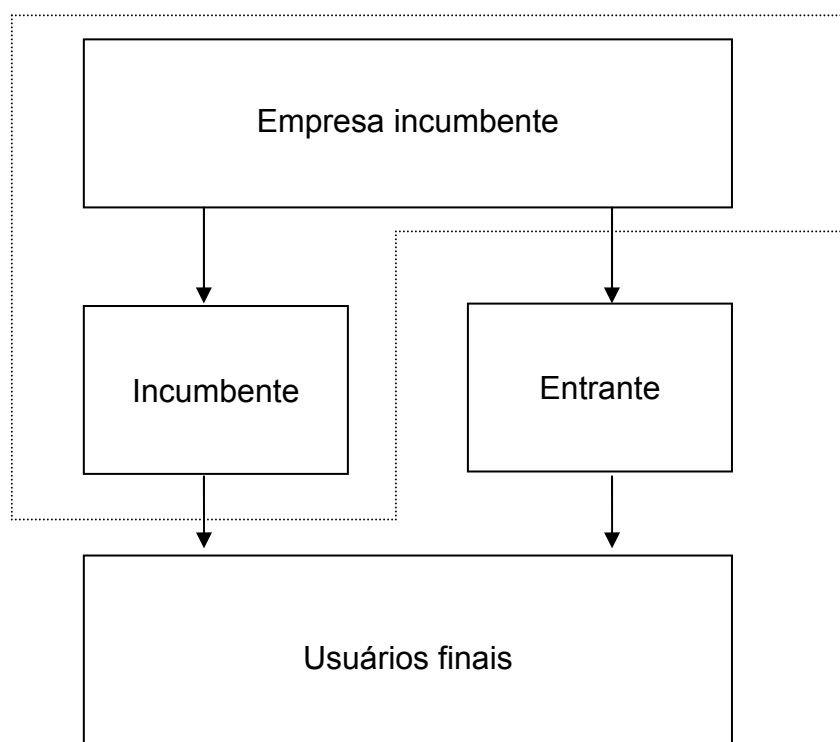 Empresa incumbente
Incumbente
Entrante
Usuários finais